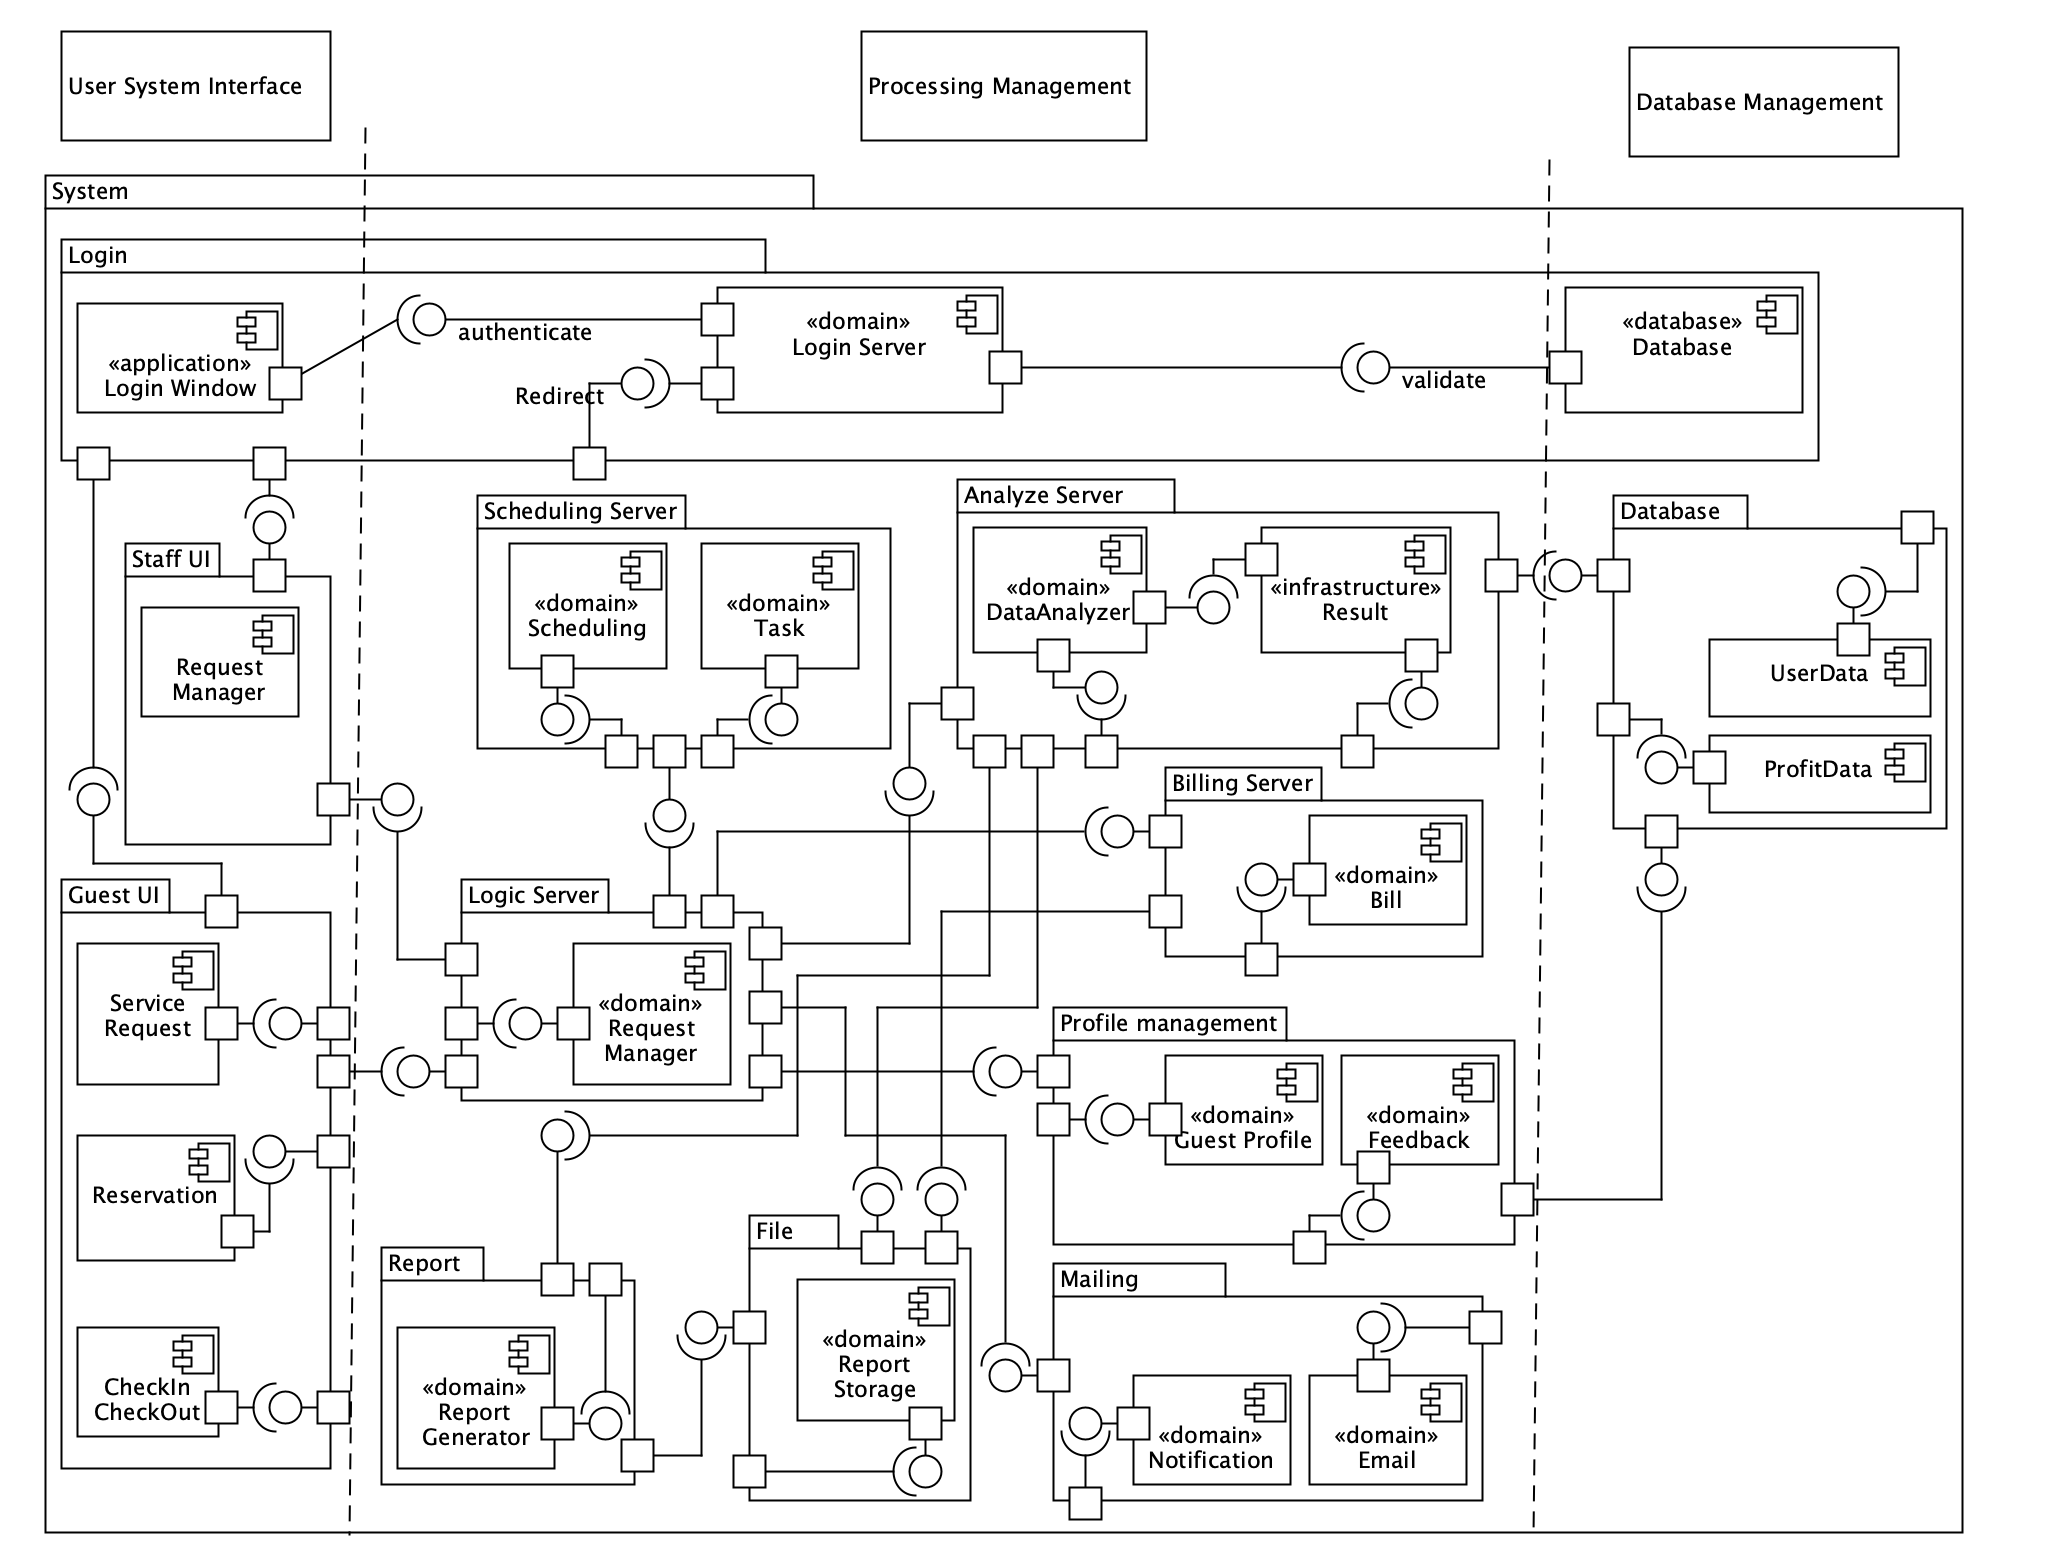 User System Interface
Processing Management
Database Management
System
Login
«application»
Login Window
authenticate
Redirect
«domain»
Login Server
validate
«database»
Database
Staff UI
Request
Manager
Scheduling Server
«domain»
Scheduling
«domain»
Task
Analyze Server
«domain»
DataAnalyzer
«infrastructure»
Result
Database
UserData
ProfitData
Billing Server
«domain»
Bill
Guest UI
Service
Request
Reservation
CheckIn
CheckOut
Logic Server
«domain»
Request
Manager
Profile management
«domain»
Guest Profile
«domain»
Feedback
Report
«domain»
Report
Generator
File
«domain»
Report
Storage
Mailing
«domain»
Notification
«domain»
Email